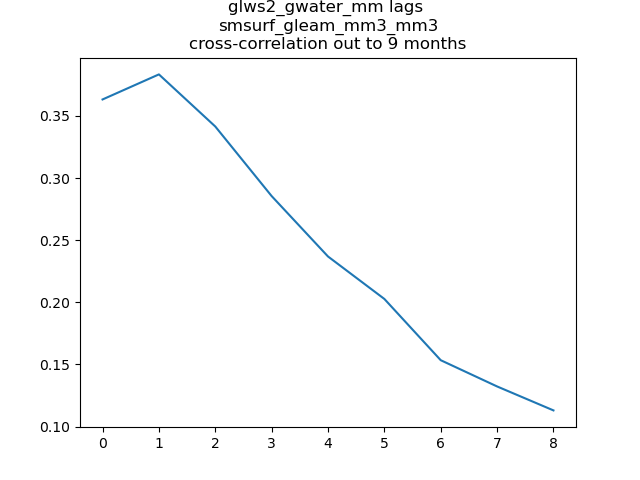 glws2_gwater_mm lags
smsurf_gleam_mm3_mm3
cross-correlation out to 9 months
0.35
0.30
0.25
0.20
0.15
0.10
0 1 2 3 4 5 6 7 8